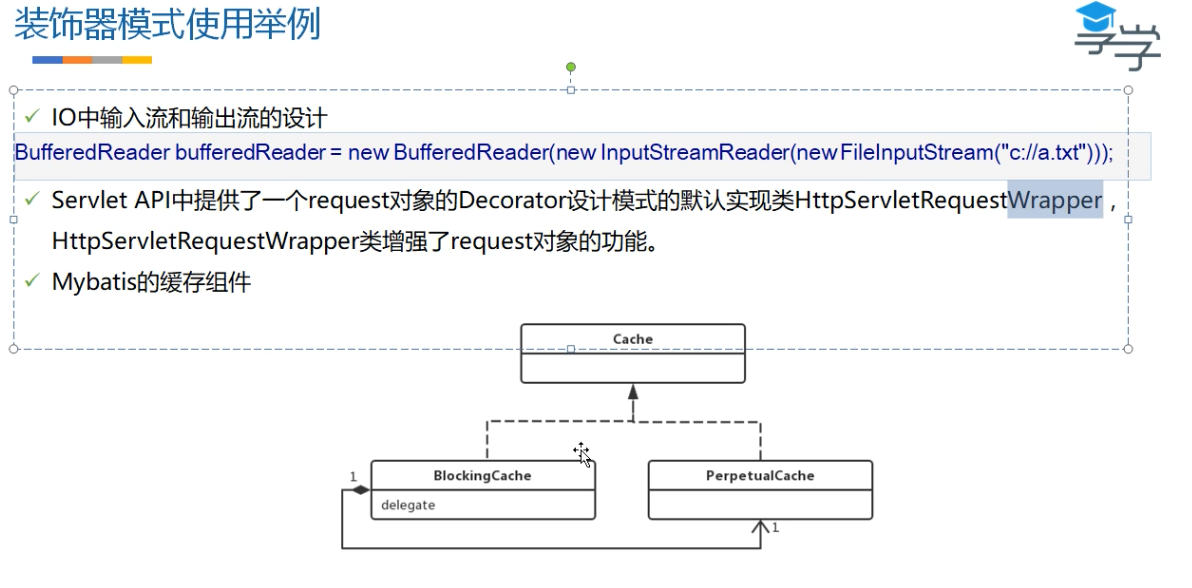 装饰器模式使用举例
享学
✓ IO中输入流和输出流的设计
BufferedReader bufferedReader = new BufferedReader(new InputStreamReader(new FileInputStream("c://a.txt")));
✓ Servlet API中提供了一个request对象的Decorator设计模式的默认实现类HttpServletRequestWrapper，
HttpServletRequestWrapper类增强了request对象的功能。
✓ Mybatis的缓存组件
Cache
1
BlockingCache
PerpetualCache
delegate
1